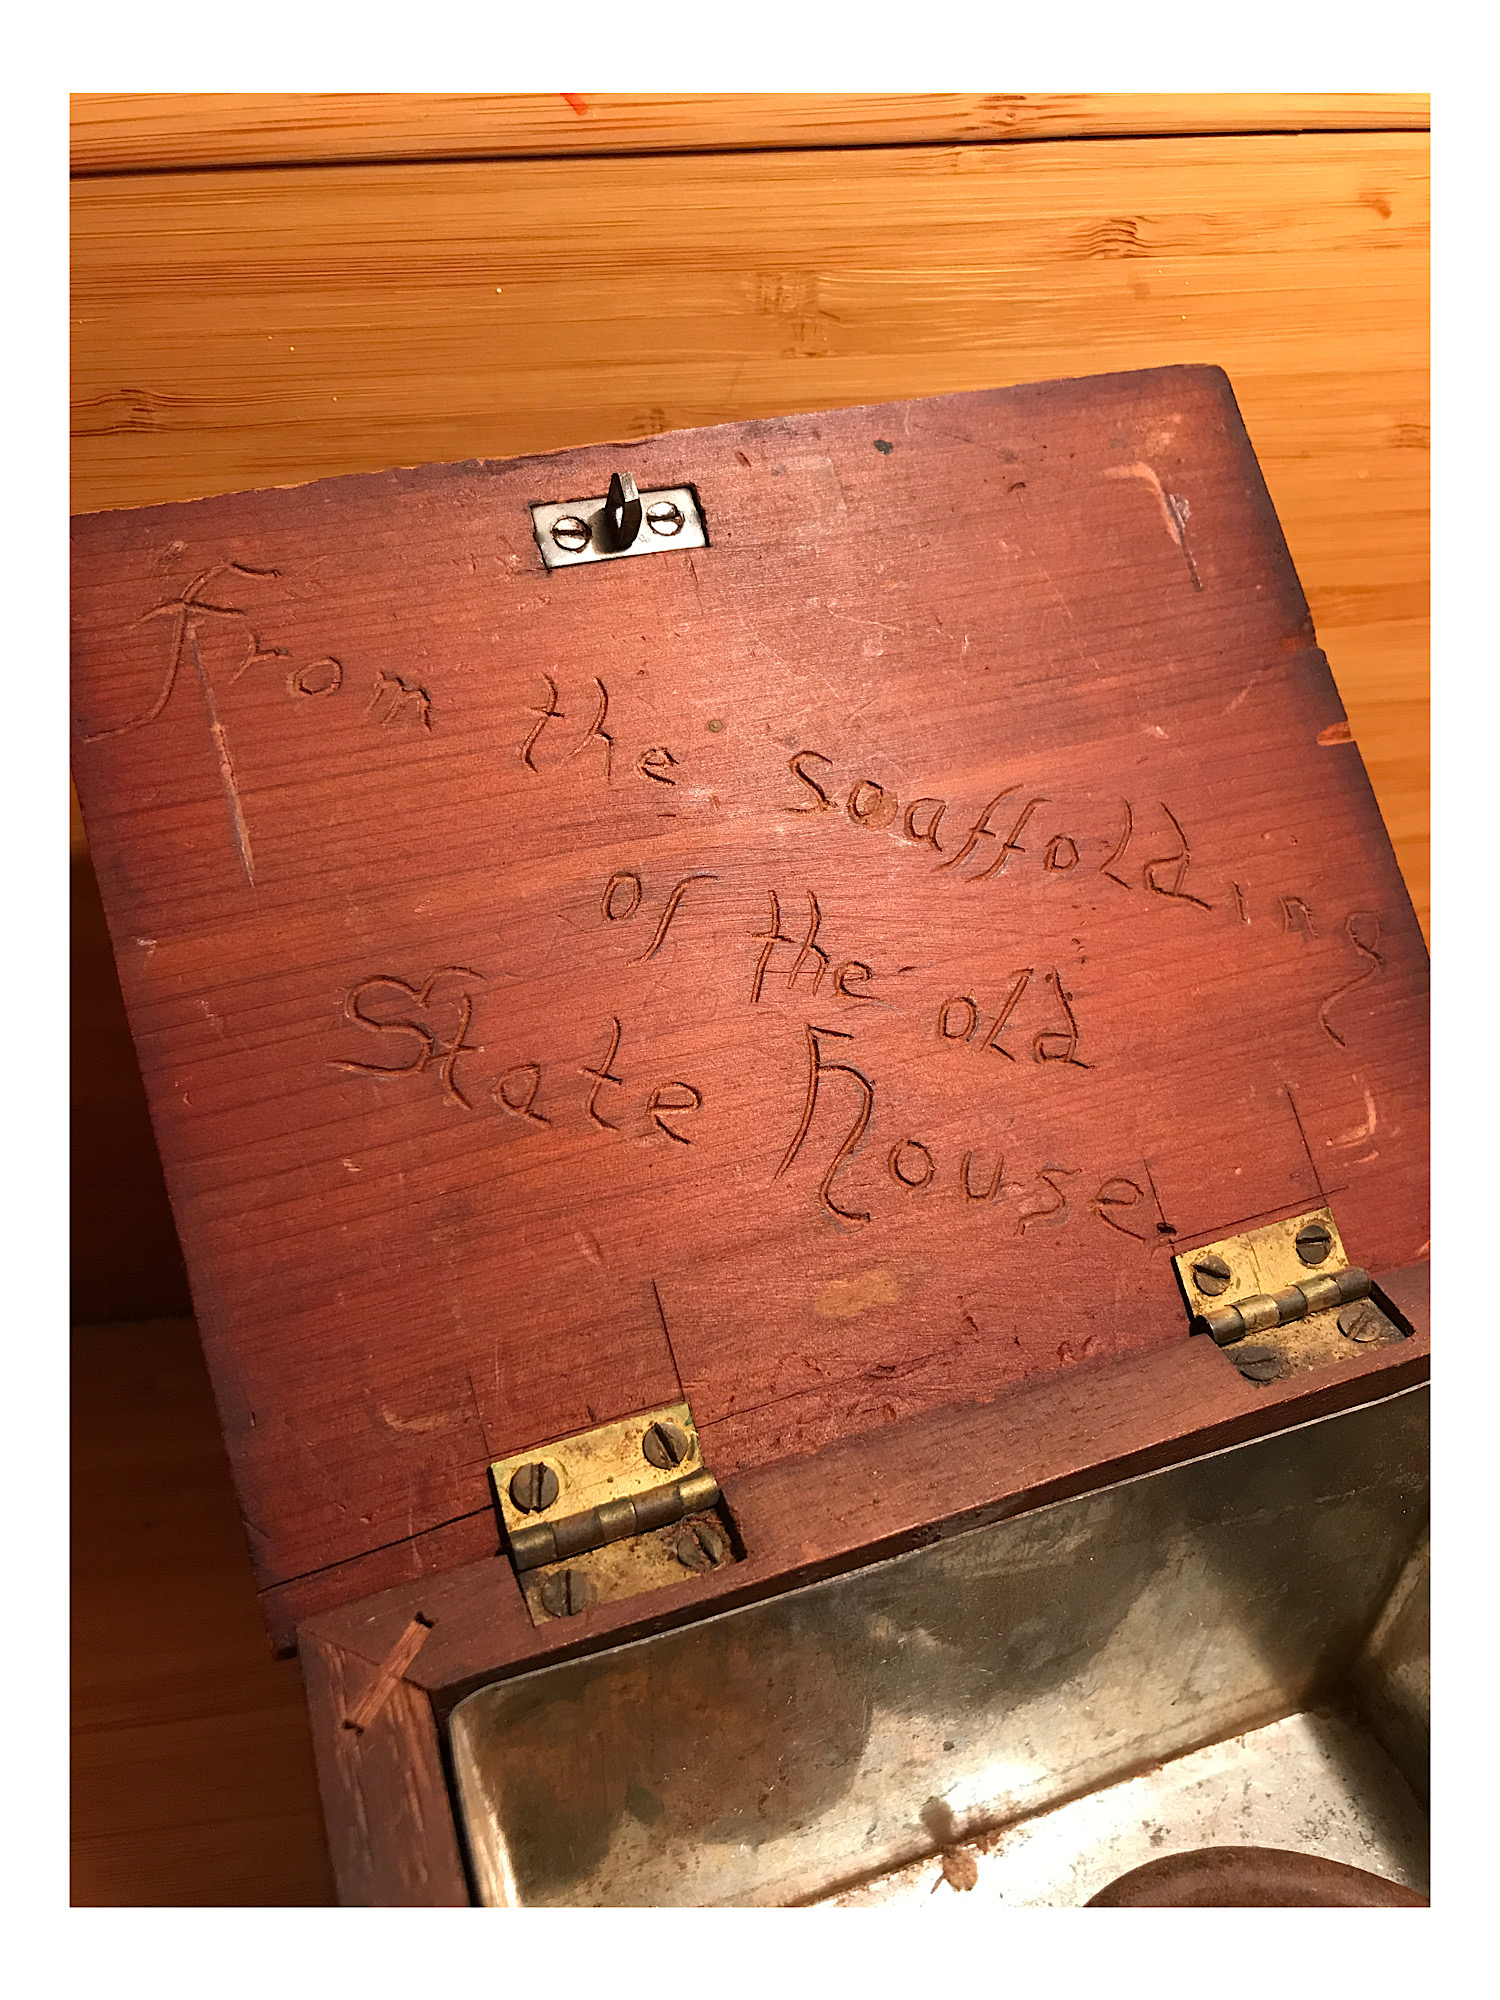 From the scaffolding
of the old
State house.